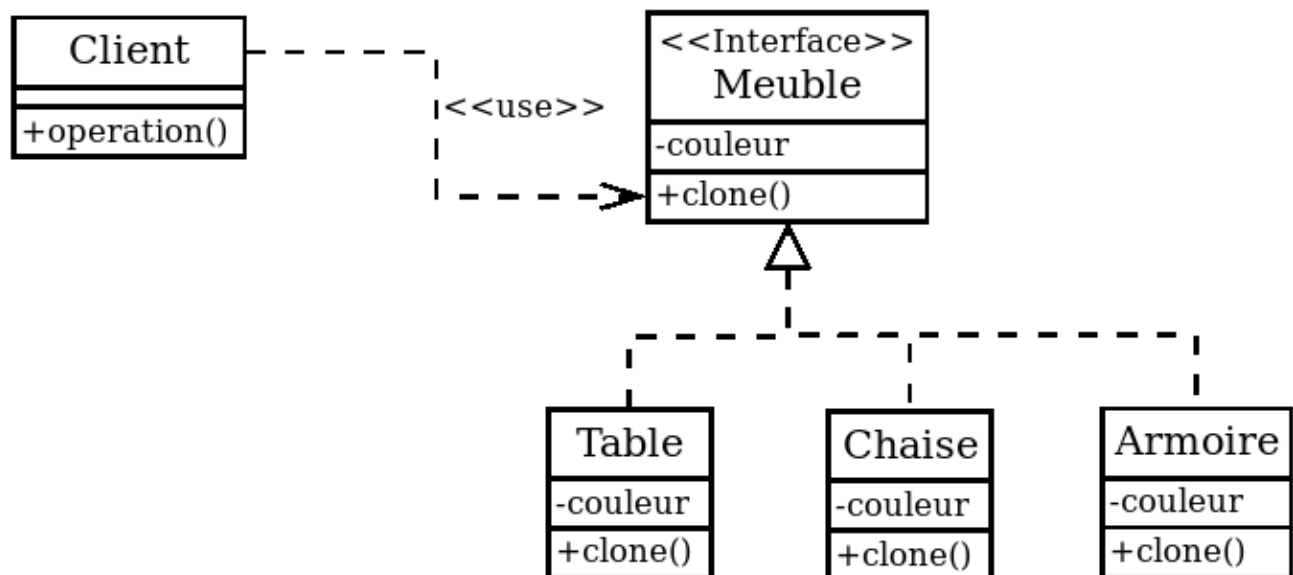 Client
+operation()
<<use>>
<<Interface>>
Meuble
-couleur
+clone()
Table
-couleur
+clone()
Chaise
-couleur
+clone()
Armoire
-couleur
+clone()